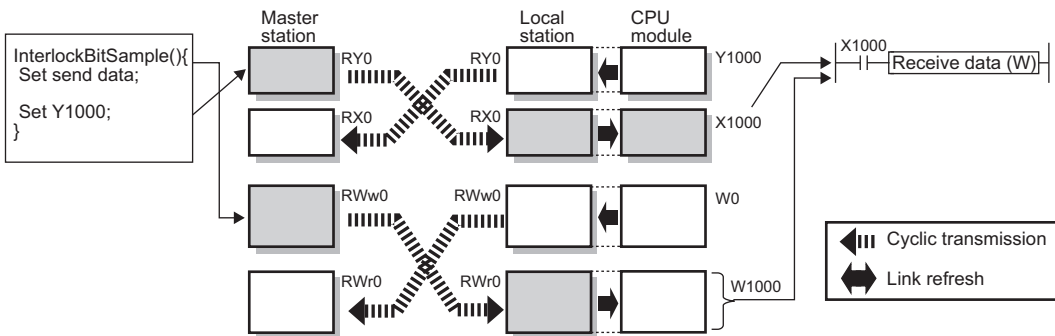 Master station
Local station
CPU module
InterlockBitSample(){
Set send data;
Set Y1000;
}
RY0
RY0
Y1000
X1000
Receive data (W)
RX0
RX0
X1000
RWw0
RWw0
W0
RWr0
RWr0
W1000
Cyclic transmission
Link refresh